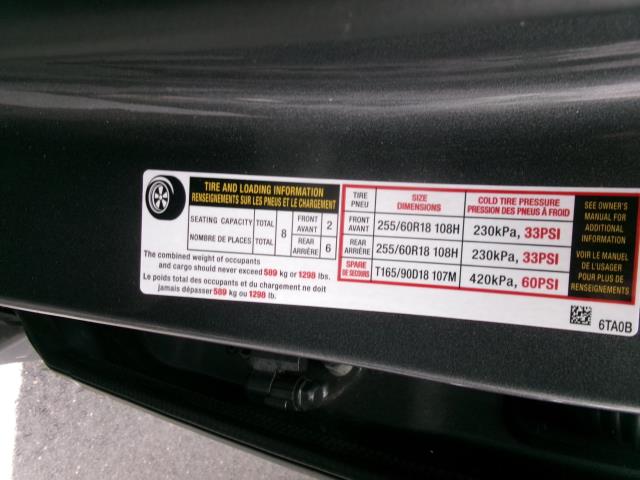 TIRE AND LOADING INFORMATION
RENSEIGNEMENTS SUR LES PNEUS ET LE CHARGEMENT
SEATING CAPACITY TOTAL 8 FRONT AVANT 2
NOMBRE DE PLACES TOTAL REAR ARRIÈRE 6
The combined weight of occupants
and cargo should never exceed 589 kg or 1298 lbs.
Le poids total des occupants et du chargement ne doit
jamais dépasser 589 kg ou 1298 lb.
TIRE PNEU SIZE DIMENSIONS COLD TIRE PRESSURE PRESSION DES PNEUS À FROID
FRONT AVANT 255/60R18 108H 230kPa, 33PSI
REAR ARRIÈRE 255/60R18 108H 230kPa, 33PSI
SPARE DE SECOURS T165/90D18 107M 420kPa, 60PSI
SEE OWNER'S
MANUAL FOR
ADDITIONAL
INFORMATION
VOIR LE MANUEL
DE L'USAGER
POUR PLUS DE
RENSEIGNEMENTS
6TA0B